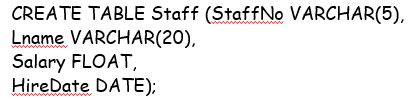 CREATE TABLE Staff (StaffNo VARCHAR(5),
Lname VARCHAR(20),
Salary FLOAT,
HireDate DATE);